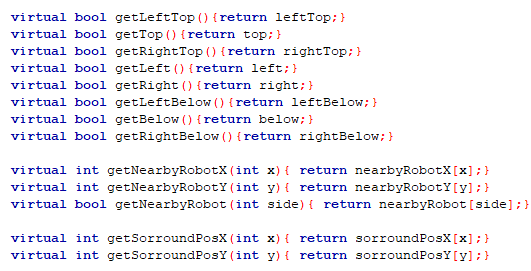 virtual bool getLeftTop(){return leftTop;}
virtual bool getTop(){return top;}
virtual bool getRightTop(){return rightTop;}
virtual bool getLeft(){return left;}
virtual bool getRight(){return right;}
virtual bool getLeftBelow(){return leftBelow;}
virtual bool getBelow(){return below;}
virtual bool getRightBelow(){return rightBelow;}
virtual int getNearbyRobotX(int x){ return nearbyRobotX[x];}
virtual int getNearbyRobotY(int y){ return nearbyRobotY[y];}
virtual bool getNearbyRobot(int side){ return nearbyRobot[side];}
virtual int getSorroundPosX(int x){ return sorroundPosX[x];}
virtual int getSorroundPosY(int y){ return sorroundPosY[y];}